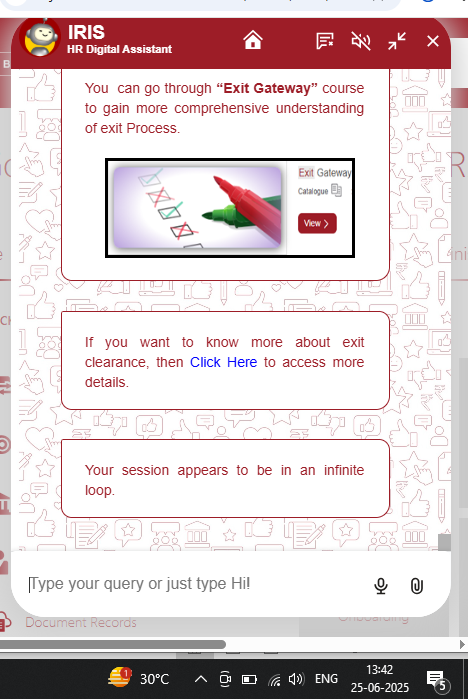 IRIS
HR Digital Assistant
You can go through “Exit Gateway” course
to gain more comprehensive understanding
of exit Process.
Exit Gateway
Catalogue
View >
If you want to know more about exit
clearance, then Click Here to access more
details.
Your session appears to be in an infinite
loop.
Type your query or just type Hi!
Document Records
Onboarding
1
30°C
ENG
13:42
25-06-2025
5